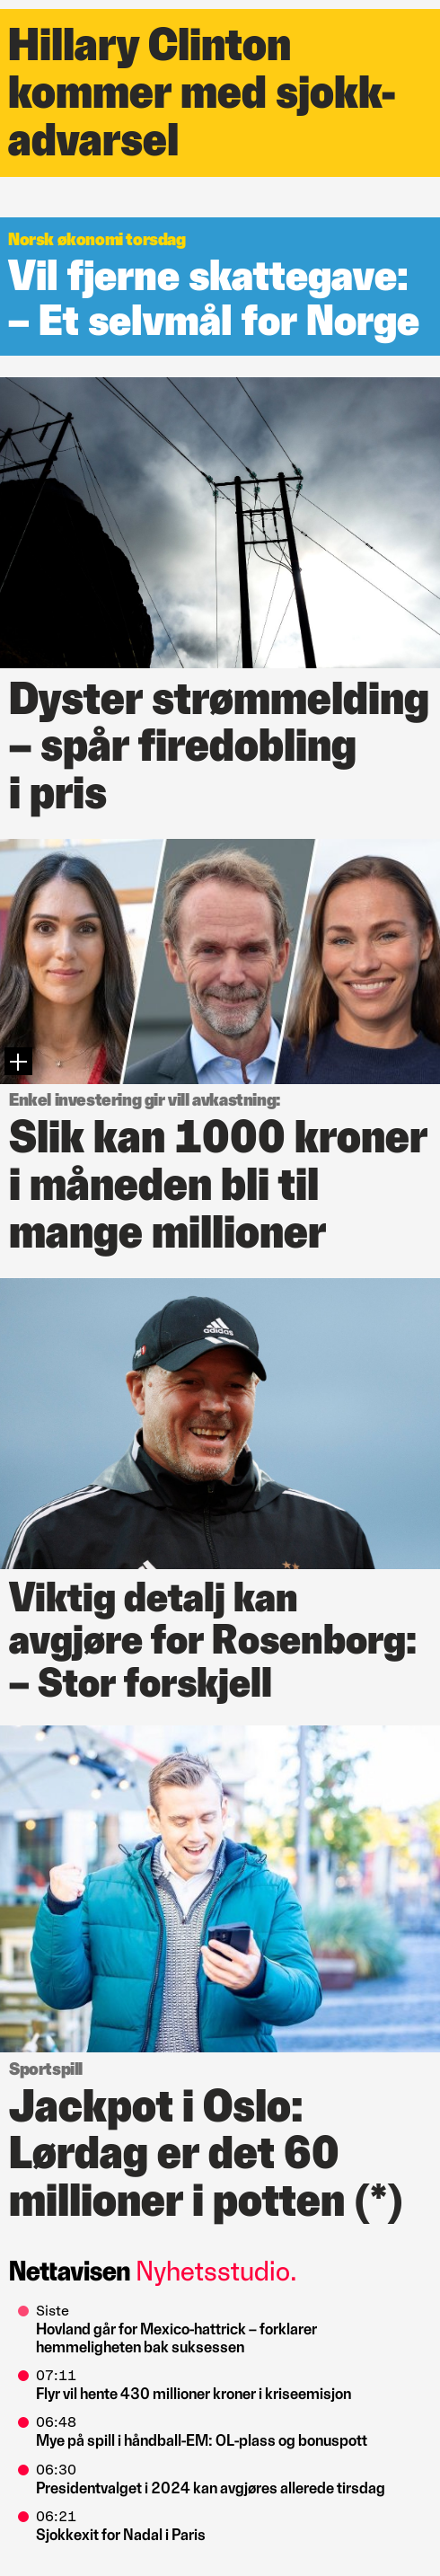 Hillary Clinton
kommer med sjokk-
advarsel
Norsk økonomi torsdag
Vil fjerne skattegave:
– Et selvmål for Norge
Dyster strømmelding
– spår firedobling
i pris
Enkel investering gir vill avkastning:
Slik kan 1000 kroner
i måneden bli til
mange millioner
adidas
Viktig detalj kan
avgjøre for Rosenborg:
– Stor forskjell
Sportspill
Jackpot i Oslo:
Lørdag er det 60
millioner i potten (*)
Nettavisen Nyhetsstudio.
Siste
Hovland går for Mexico-hattrick – forklarer
hemmeligheten bak suksessen
07:11
Flyr vil hente 430 millioner kroner i kriseemisjon
06:48
Mye på spill i håndball-EM: OL-plass og bonuspott
06:30
Presidentvalget i 2024 kan avgjøres allerede tirsdag
06:21
Sjokkexit for Nadal i Paris